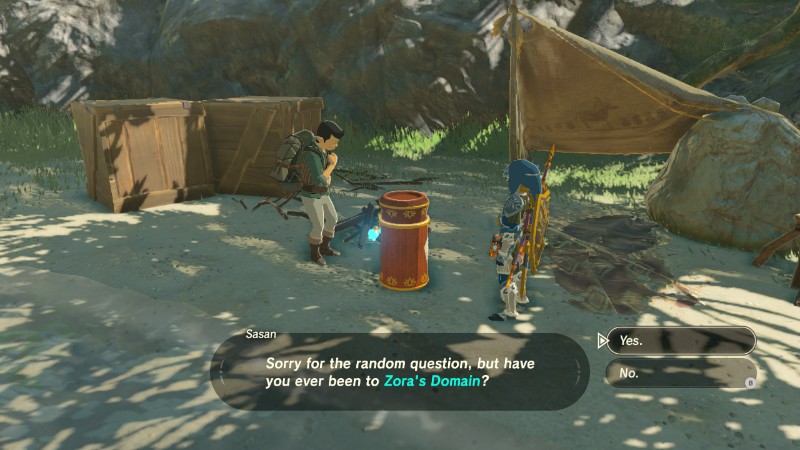 Sasan
Sorry for the random question, but have
you ever been to Zora's Domain?
Yes.
No.
B